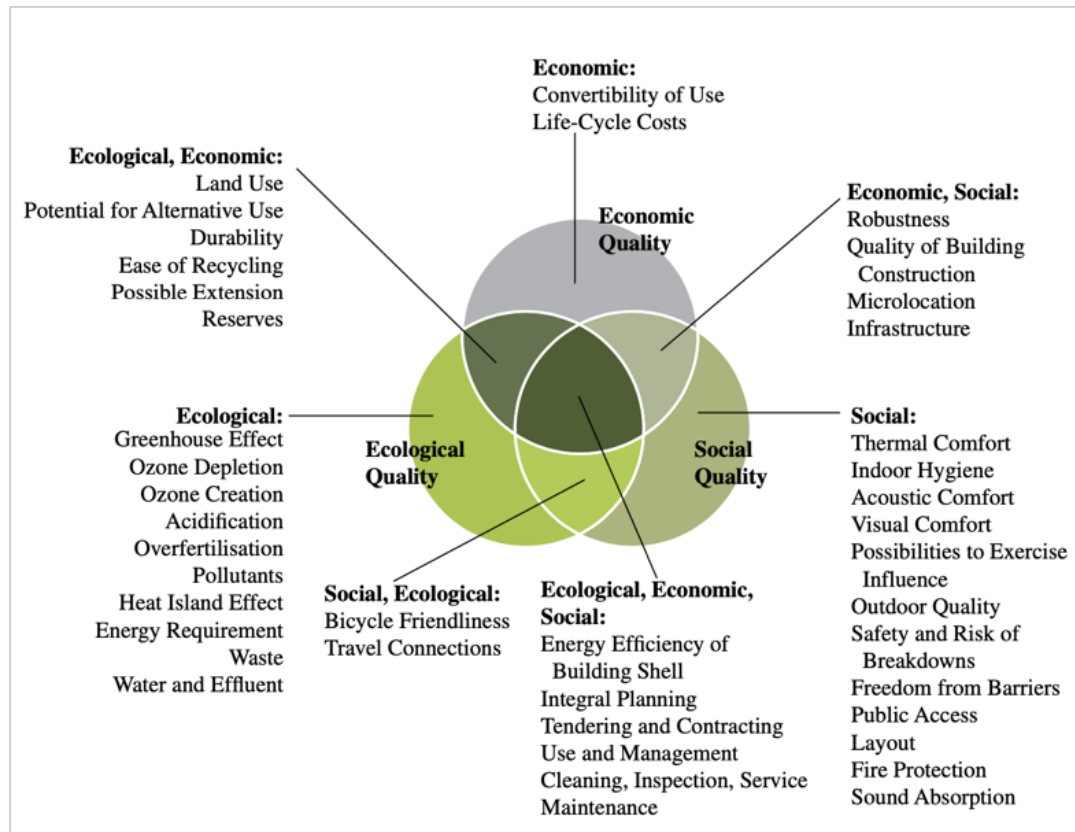 Economic:
Convertibility of Use
Life-Cycle Costs
Ecological, Economic:
Land Use
Potential for Alternative Use
Durability
Ease of Recycling
Possible Extension
Reserves
Economic
Quality
Economic, Social:
Robustness
Quality of Building
Construction
Microlocation
Infrastructure
Ecological:
Greenhouse Effect
Ozone Depletion
Ozone Creation
Acidification
Overfertilisation
Pollutants
Heat Island Effect
Energy Requirement
Waste
Water and Effluent
Ecological
Quality
Social
Quality
Social:
Thermal Comfort
Indoor Hygiene
Acoustic Comfort
Visual Comfort
Possibilities to Exercise
Influence
Outdoor Quality
Safety and Risk of
Breakdowns
Freedom from Barriers
Public Access
Layout
Fire Protection
Sound Absorption
Social, Ecological:
Bicycle Friendliness
Travel Connections
Ecological, Economic,
Social:
Energy Efficiency of
Building Shell
Integral Planning
Tendering and Contracting
Use and Management
Cleaning, Inspection, Service
Maintenance